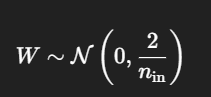 W ∼ 𝒩(0, 2/n_in)